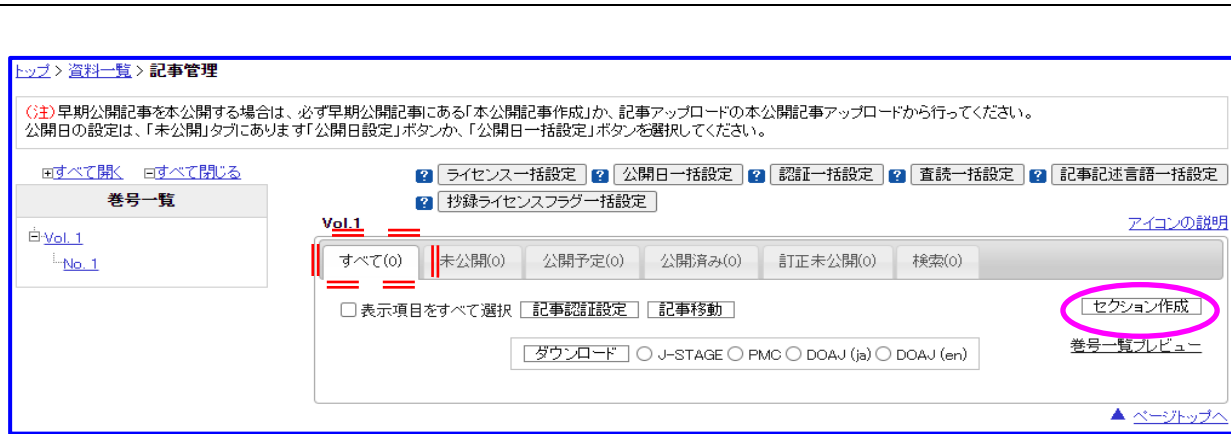 トップ > 資料一覧 > 記事管理
(注)早期公開記事を本公開する場合は、必ず早期公開記事にある「本公開記事作成」か、記事アップロードの本公開記事アップロードから行ってください。
公開日の設定は、「未公開」タブにあります「公開日設定」ボタンか、「公開日一括設定」ボタンを選択してください。
すべて開く すべて閉じる
巻号一覧
Vol. 1
No. 1
? ライセンス一括設定 ? 公開日一括設定 ? 認証一括設定 ? 査読一括設定 ? 記事記述言語一括設定
? 抄録ライセンスフラグ一括設定
Vol.1 アイコンの説明
すべて(0) 未公開(0) 公開予定(0) 公開済み(0) 訂正未公開(0) 検索(0)
表示項目をすべて選択 記事認証設定 記事移動 セクション作成
ダウンロード J-STAGE PMC DOAJ (ja) DOAJ (en) 巻号一覧プレビュー
▲ ページトップへ